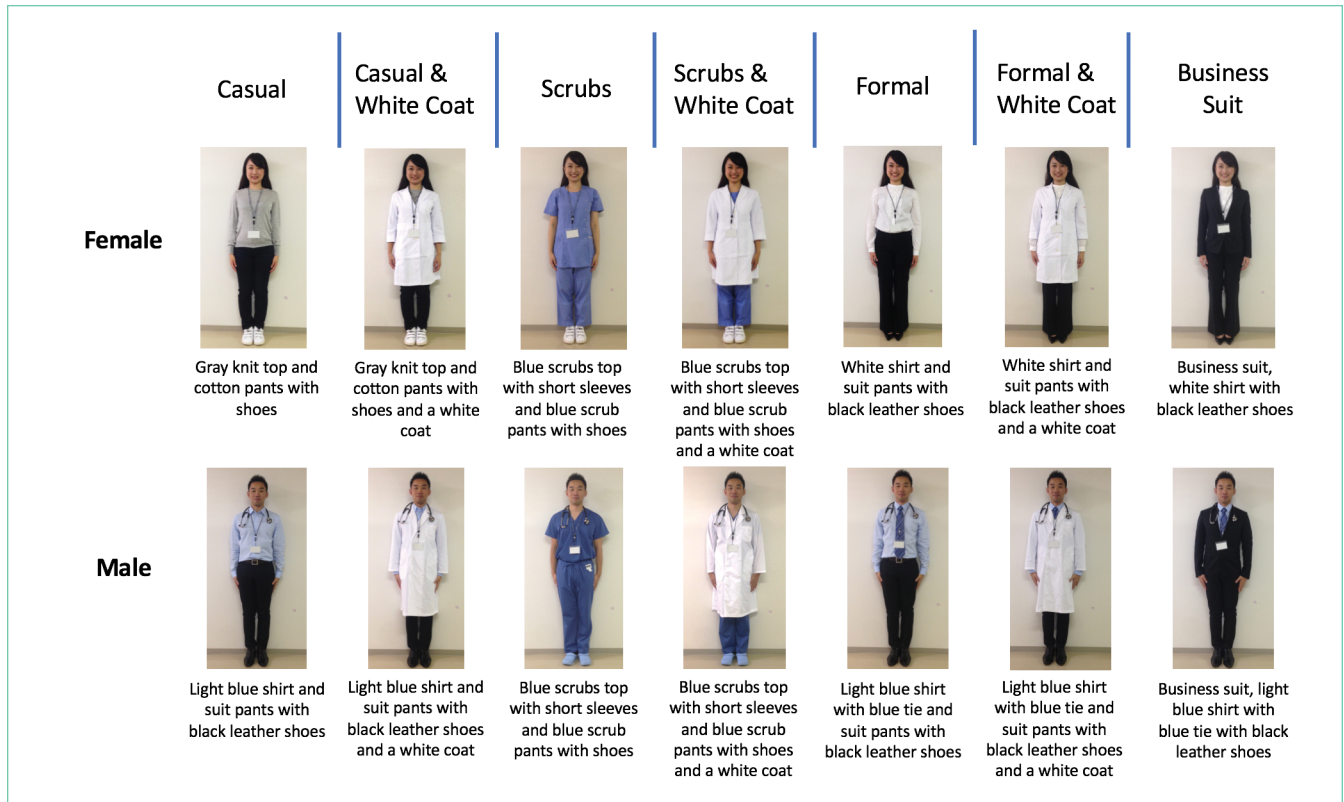 Casual
Casual &
White Coat
Scrubs
Scrubs &
White Coat
Formal
Formal &
White Coat
Business
Suit
Female
Gray knit top and
cotton pants with
shoes
Gray knit top and
cotton pants with
shoes and a white
coat
Blue scrubs top
with short sleeves
and blue scrub
pants with shoes
Blue scrubs top
with short sleeves
and blue scrub
pants with shoes
and a white coat
White shirt and
suit pants with
black leather shoes
White shirt and
suit pants with
black leather shoes
and a white coat
Business suit,
white shirt with
black leather shoes
Male
Light blue shirt and
suit pants with
black leather shoes
Light blue shirt and
suit pants with
black leather shoes
and a white coat
Blue scrubs top
with short sleeves
and blue scrub
pants with shoes
Blue scrubs top
with short sleeves
and blue scrub
pants with shoes
and a white coat
Light blue shirt
with blue tie and
suit pants with
black leather shoes
Light blue shirt
with blue tie and
suit pants with
black leather shoes
and a white coat
Business suit, light
blue shirt with
blue tie with black
leather shoes